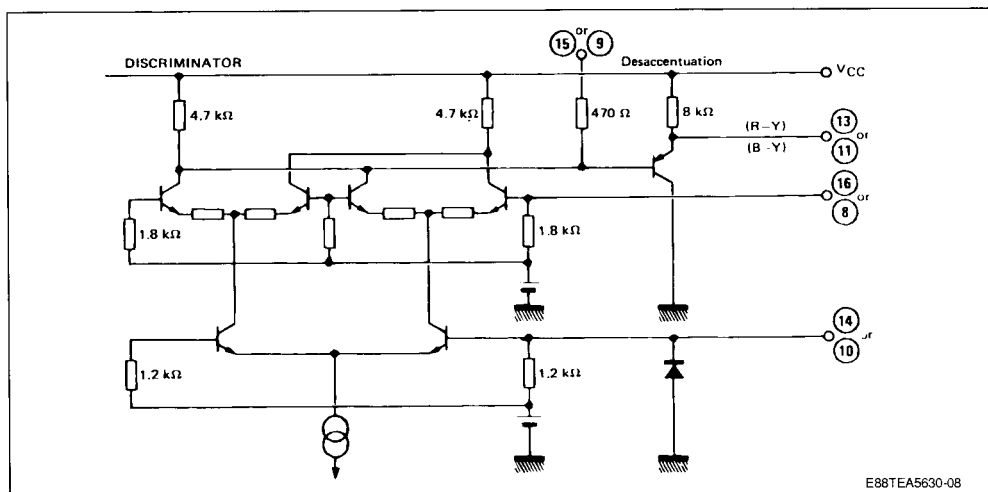 15 or 9
DISCRIMINATOR
Desaccentuation
VCC
4.7 kΩ
4.7 kΩ
470 Ω
8 kΩ
(R-Y)
(B-Y)
13 or 11
16 or 8
1.8 kΩ
1.8 kΩ
14 or 10
1.2 kΩ
1.2 kΩ
E88TEA5630-08